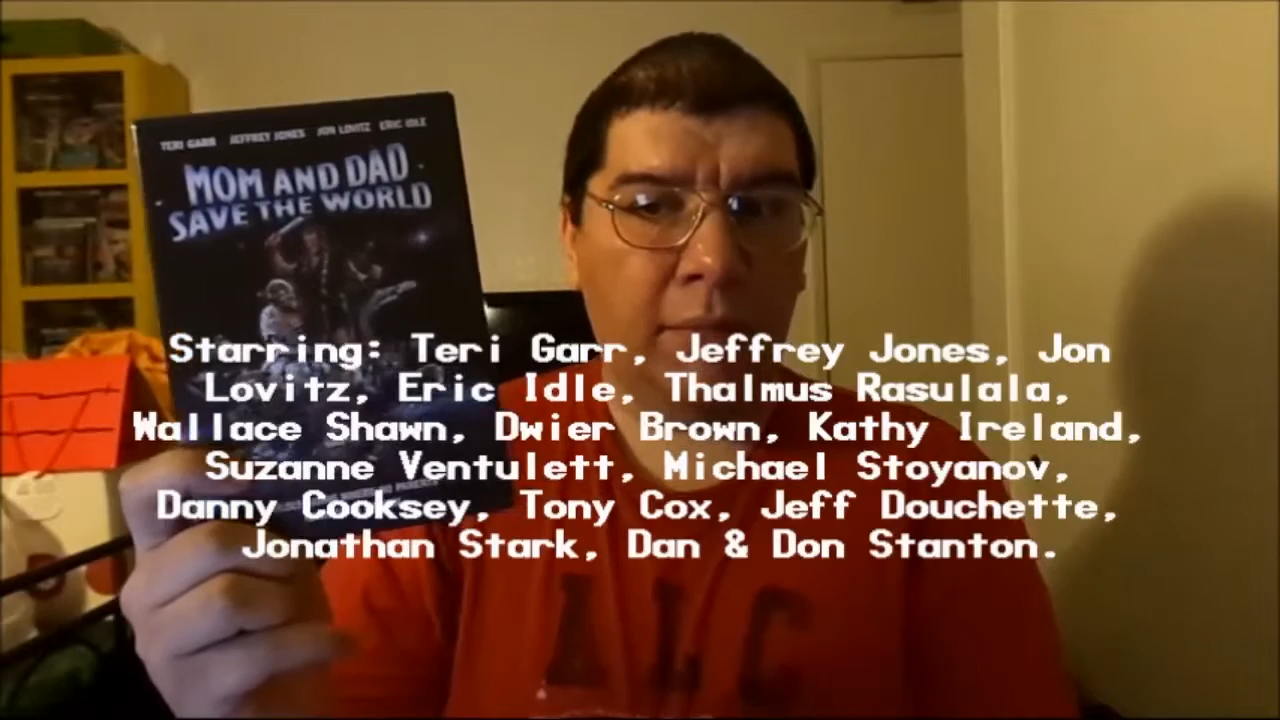 TERI GARR JEFFREY JONES JON LOVITZ ERIC IDLE
MOM AND DAD
SAVE THE WORLD
Starring: Teri Garr, Jeffrey Jones, Jon
Lovitz, Eric Idle, Thalmus Rasulala,
Wallace Shawn, Dwier Brown, Kathy Ireland,
Suzanne Ventulett, Michael Stoyanov,
Danny Cooksey, Tony Cox, Jeff Douchette,
Jonathan Stark, Dan & Don Stanton.